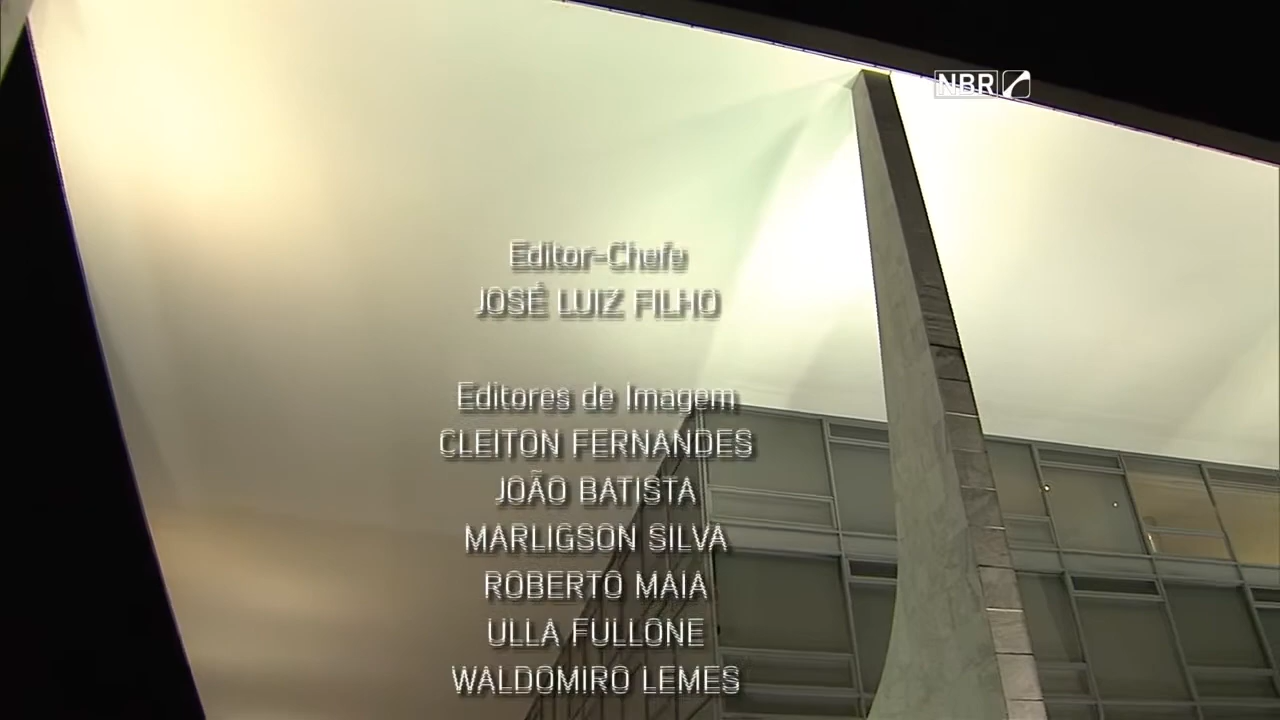 NBR
Editor-Chefe
JOSÉ LUIZ FILHO
Editores de Imagem
CLEITON FERNANDES
JOÃO BATISTA
MARLIGSON SILVA
ROBERTO MAIA
ULLA FULLONE
WALDOMIRO LEMES